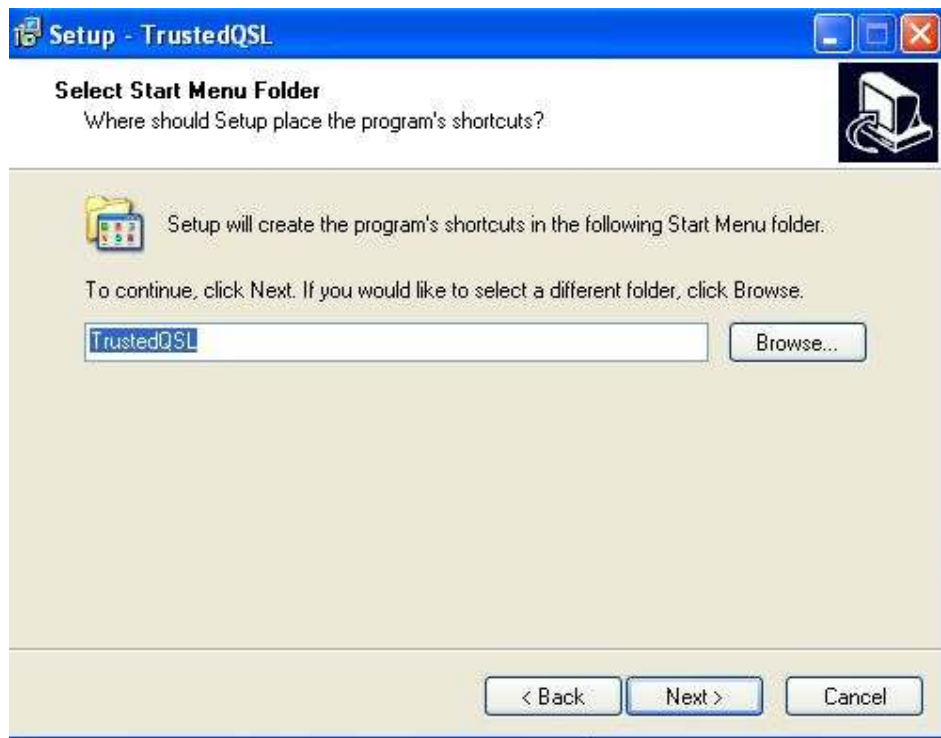 Setup - TrustedQSL
Select Start Menu Folder
Where should Setup place the program's shortcuts?
Setup will create the program's shortcuts in the following Start Menu folder.
To continue, click Next. If you would like to select a different folder, click Browse.
TrustedQSL
Browse...
< Back
Next >
Cancel